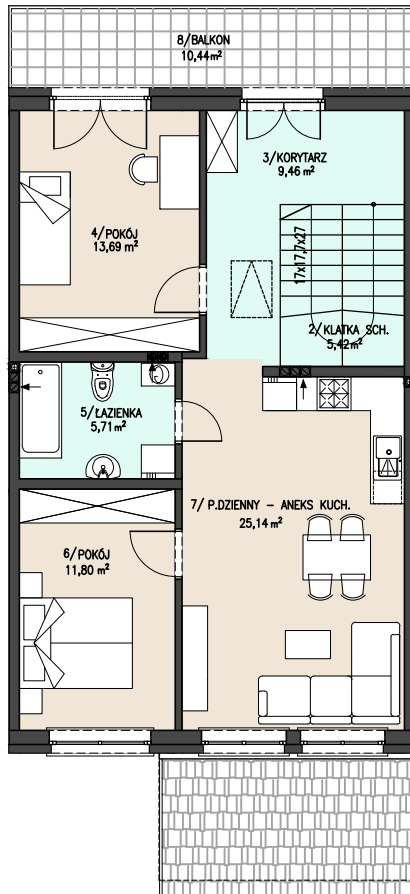 8/BALKON
10,44m²
3/KORYTARZ
9,46 m²
4/POKÓJ
13,69 m²
17x17,7x27
2/KLATKA SCH.
5,42m²
5/ŁAZIENKA
5,71m²
7/ P.DZIENNY – ANEKS KUCH.
25,14 m²
6/POKÓJ
11,80 m²